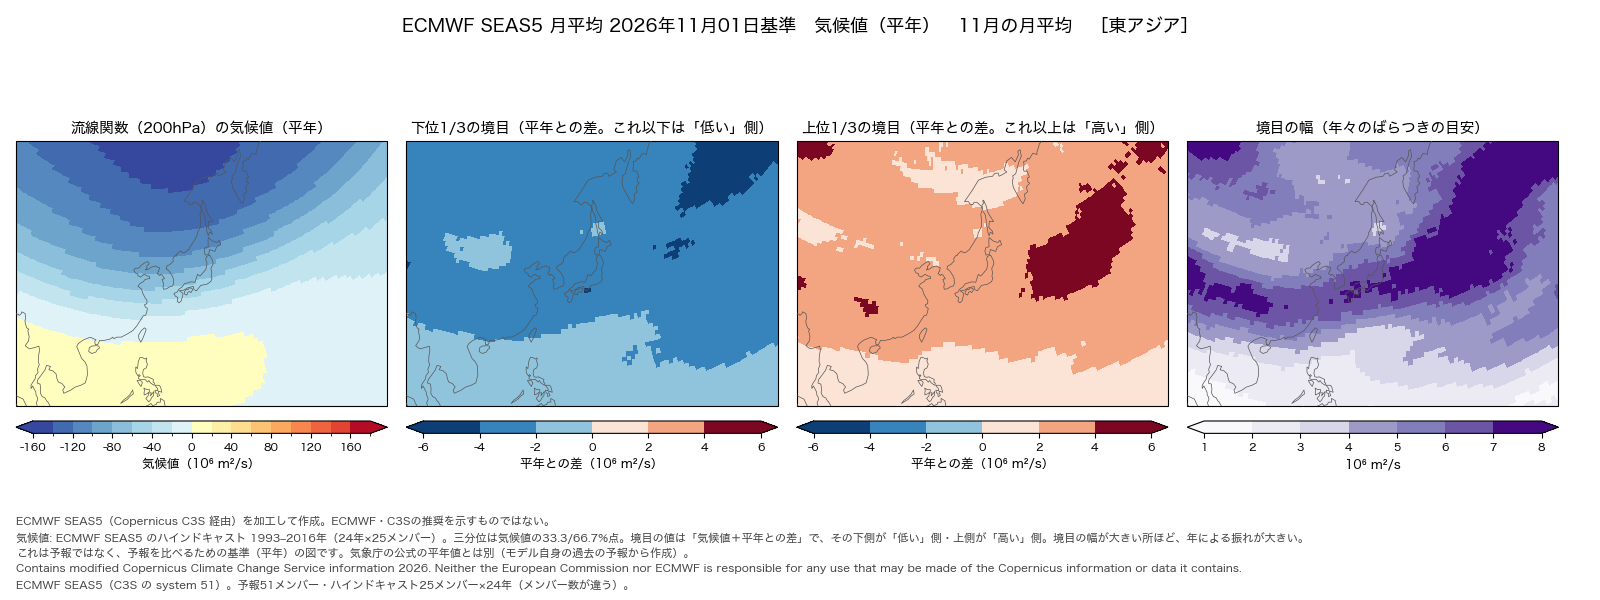 ECMWF SEAS5 月平均 2026年11月01日基準　気候値（平年）　11月の月平均　［東アジア］
流線関数（200hPa）の気候値（平年）
下位1/3の境目（平年との差。これ以下は「低い」側）
上位1/3の境目（平年との差。これ以上は「高い」側）
境目の幅（年々のばらつきの目安）
-160 -120 -80 -40 0 40 80 120 160
気候値（10⁶ m²/s）
-6 -4 -2 0 2 4 6
平年との差（10⁶ m²/s）
-6 -4 -2 0 2 4 6
平年との差（10⁶ m²/s）
1 2 3 4 5 6 7 8
10⁶ m²/s
ECMWF SEAS5（Copernicus C3S 経由）を加工して作成。ECMWF・C3Sの推奨を示すものではない。
気候値: ECMWF SEAS5 のハインドキャスト 1993–2016年（24年×25メンバー）。三分位は気候値の33.3/66.7%点。境目の値は「気候値＋平年との差」で、その下側が「低い」側・上側が「高い」側。境目の幅が大きい所ほど、年による振れが大きい。
これは予報ではなく、予報を比べるための基準（平年）の図です。気象庁の公式の平年値とは別（モデル自身の過去の予報から作成）。
Contains modified Copernicus Climate Change Service information 2026. Neither the European Commission nor ECMWF is responsible for any use that may be made of the Copernicus information or data it contains.
ECMWF SEAS5（C3S の system 51）。予報51メンバー・ハインドキャスト25メンバー×24年（メンバー数が違う）。